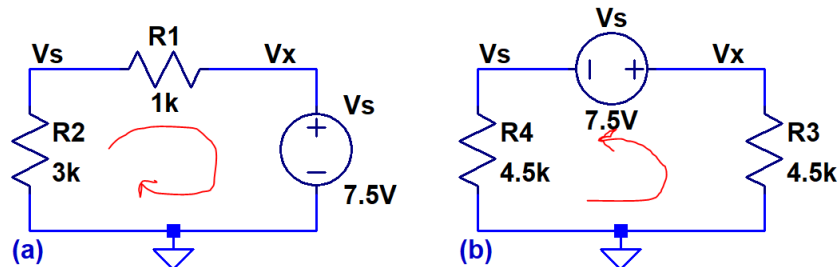 Vs R1 Vx
1k
R2
3k
Vs
+
–
7.5V
(a)
Vs
Vs – + Vx
7.5V
R4
4.5k
R3
4.5k
(b)